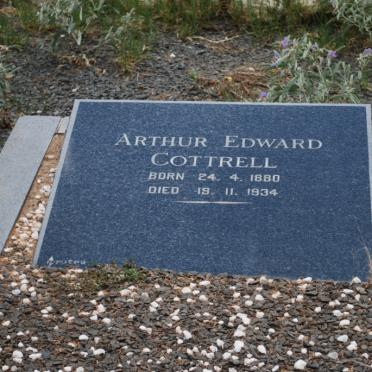 ARTHUR EDWARD
COTTRELL
BORN 24. 4. 1880
DIED 19. 11. 1934